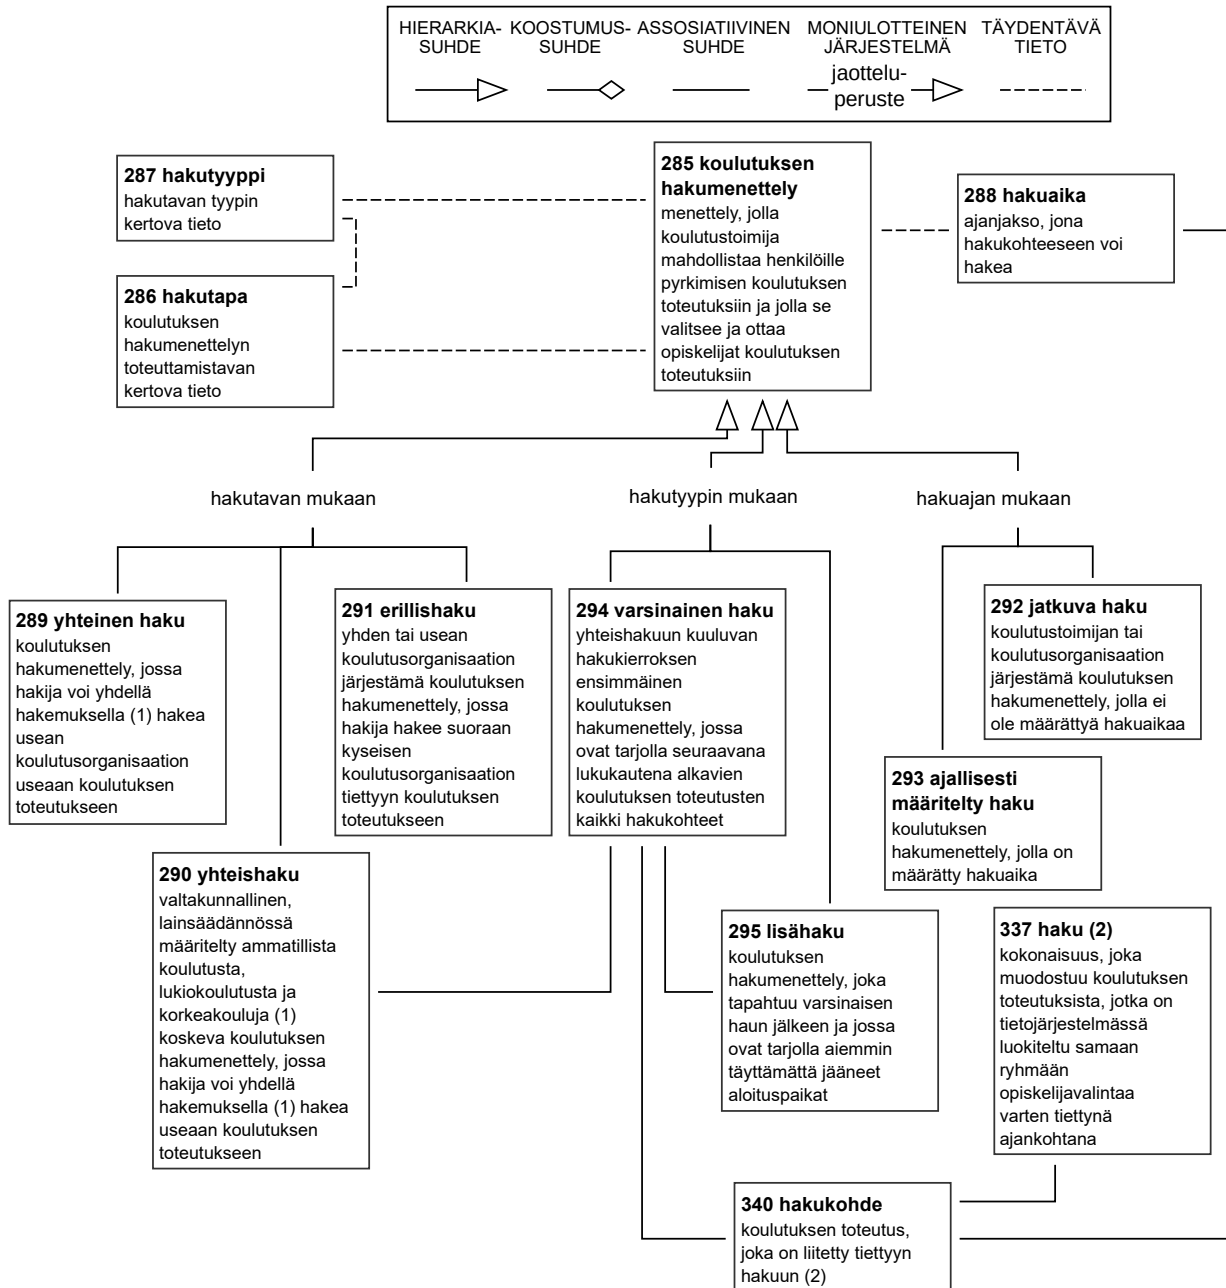 HIERARKIA-
SUHDE
KOOSTUMUS-
SUHDE
ASSOSIATIIVINEN
SUHDE
MONIULOTTEINEN
JÄRJESTELMÄ
TÄYDENTÄVÄ
TIETO
jaottelu-
peruste
287 hakutyyppi
hakutavan tyypin
kertova tieto
286 hakutapa
koulutuksen
hakumenettelyn
toteuttamistavan
kertova tieto
285 koulutuksen
hakumenettely
menettely, jolla
koulutustoimija
mahdollistaa henkilöille
pyrkimisen koulutuksen
toteutuksiin ja jolla se
valitsee ja ottaa
opiskelijat koulutuksen
toteutuksiin
288 hakuaika
ajanjakso, jona
hakukohteeseen voi
hakea
hakutavan mukaan
hakutyypin mukaan
hakuajan mukaan
289 yhteinen haku
koulutuksen
hakumenettely, jossa
hakija voi yhdellä
hakemuksella (1) hakea
usean
koulutusorganisaation
useaan koulutuksen
toteutukseen
291 erillishaku
yhden tai usean
koulutusorganisaation
järjestämä koulutuksen
hakumenettely, jossa
hakija hakee suoraan
kyseisen
koulutusorganisaation
tiettyyn koulutuksen
toteutukseen
294 varsinainen haku
yhteishakuun kuuluvan
hakukierroksen
ensimmäinen
koulutuksen
hakumenettely, jossa
ovat tarjolla seuraavana
lukukautena alkavien
koulutuksen toteutusten
kaikki hakukohteet
292 jatkuva haku
koulutustoimijan tai
koulutusorganisaation
järjestämä koulutuksen
hakumenettely, jolla ei
ole määrättyä hakuaikaa
293 ajallisesti
määritelty haku
koulutuksen
hakumenettely, jolla on
määrätty hakuaika
290 yhteishaku
valtakunnallinen,
lainsäädännössä
määritelty ammatillista
koulutusta,
lukiokoulutusta ja
korkeakouluja (1)
koskeva koulutuksen
hakumenettely, jossa
hakija voi yhdellä
hakemuksella (1) hakea
useaan koulutuksen
toteutukseen
295 lisähaku
koulutuksen
hakumenettely, joka
tapahtuu varsinaisen
haun jälkeen ja jossa
ovat tarjolla aiemmin
täyttämättä jääneet
aloituspaikat
337 haku (2)
kokonaisuus, joka
muodostuu koulutuksen
toteutuksista, jotka on
tietojärjestelmässä
luokiteltu samaan
ryhmään
opiskelijavalintaa
varten tiettynä
ajankohtana
340 hakukohde
koulutuksen toteutus,
joka on liitetty tiettyyn
hakuun (2)